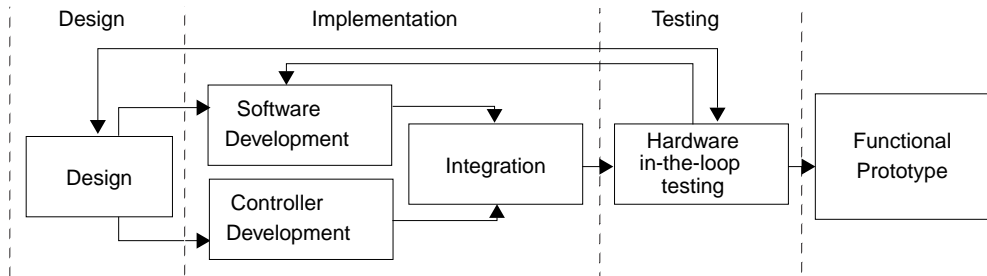 Design
Implementation
Testing
Design
Software
Development
Controller
Development
Integration
Hardware
in-the-loop
testing
Functional
Prototype